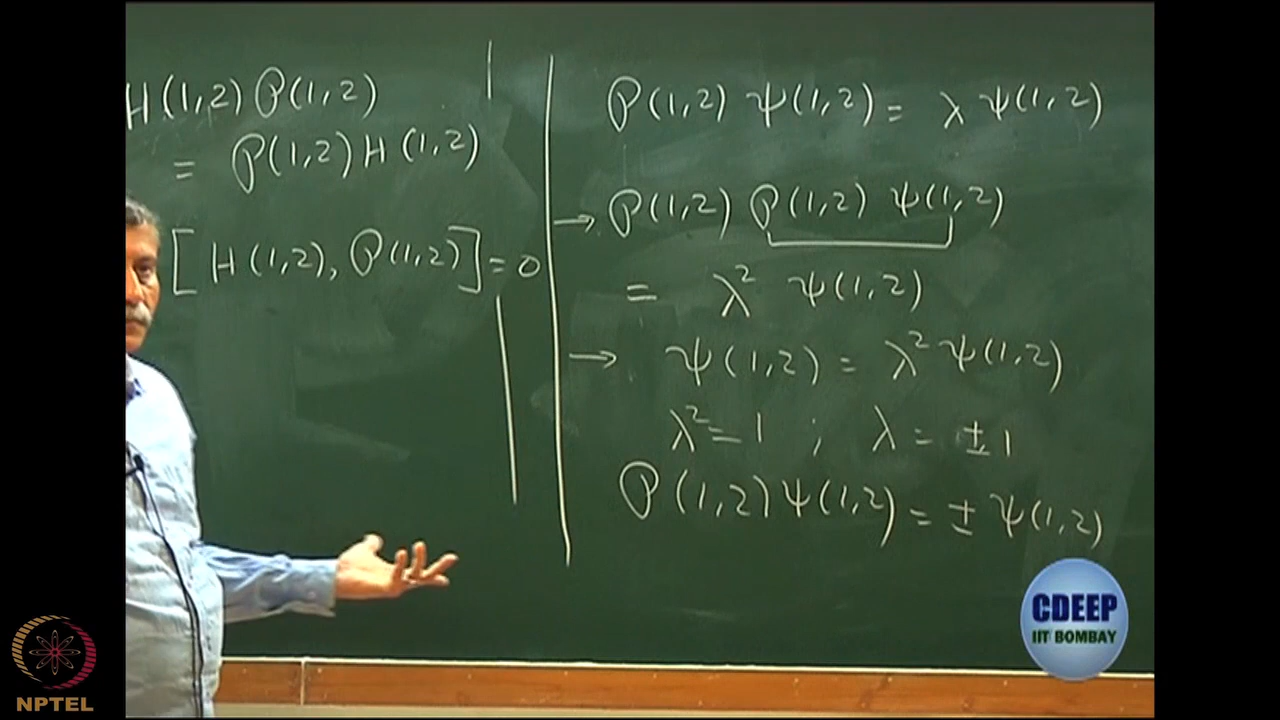 H(1,2) P(1,2)
= P(1,2) H(1,2)
[H(1,2), P(1,2)] = 0
P(1,2) ψ(1,2) = λ ψ(1,2)
→ P(1,2) P(1,2) ψ(1,2)
= λ² ψ(1,2)
→ ψ(1,2) = λ² ψ(1,2)
λ² = 1 ; λ = ± 1
P(1,2) ψ(1,2) = ± ψ(1,2)
CDEEP
IIT BOMBAY
NPTEL